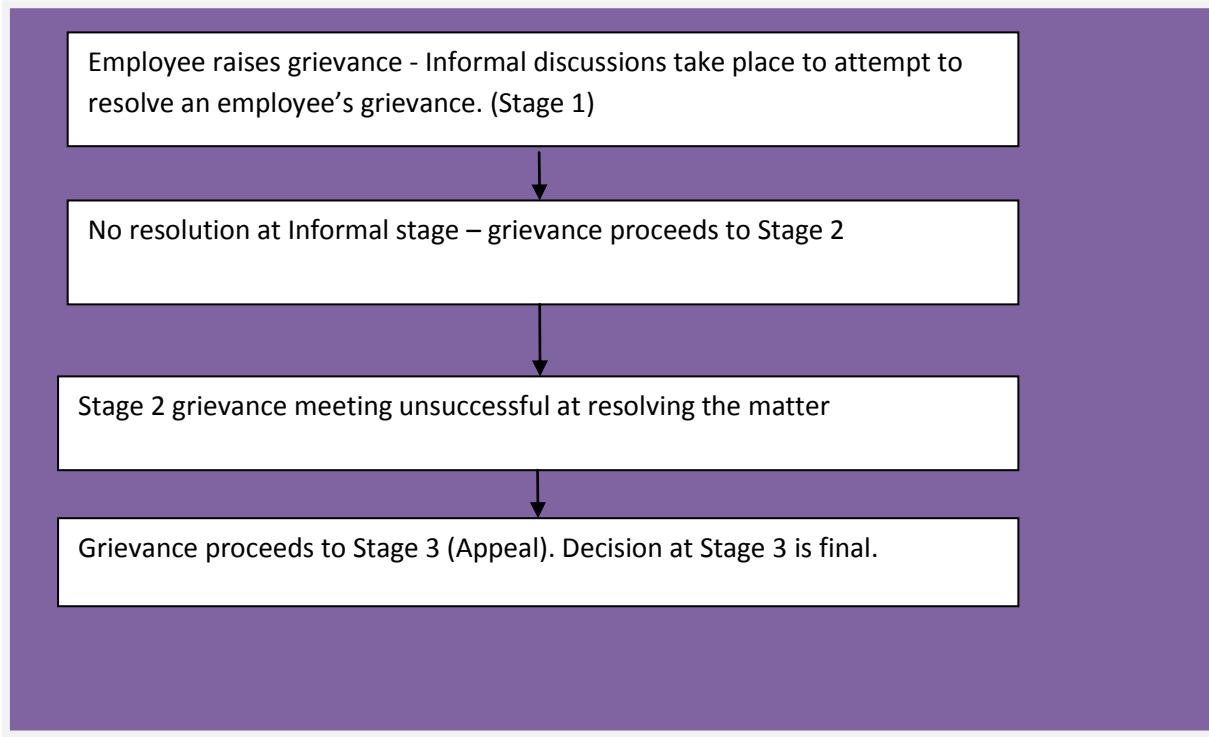 Employee raises grievance - Informal discussions take place to attempt to
resolve an employee’s grievance. (Stage 1)
No resolution at Informal stage – grievance proceeds to Stage 2
Stage 2 grievance meeting unsuccessful at resolving the matter
Grievance proceeds to Stage 3 (Appeal). Decision at Stage 3 is final.